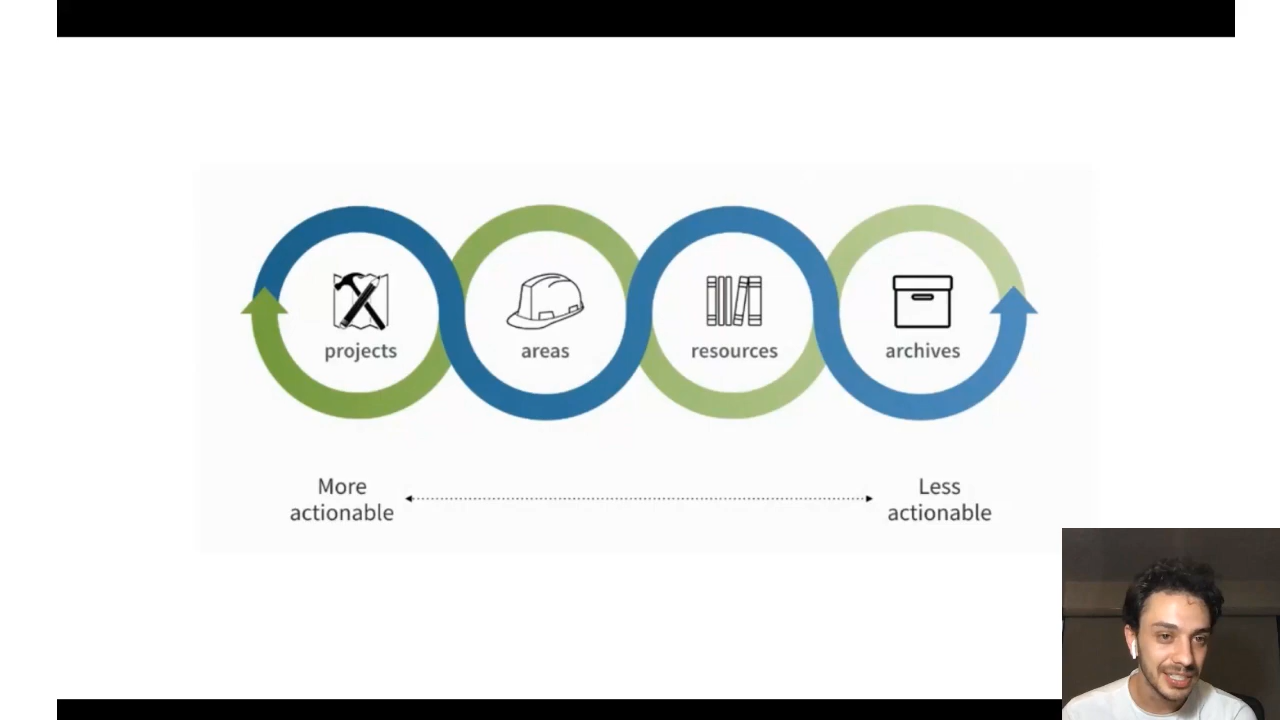 projects
areas
resources
archives
More
actionable
Less
actionable